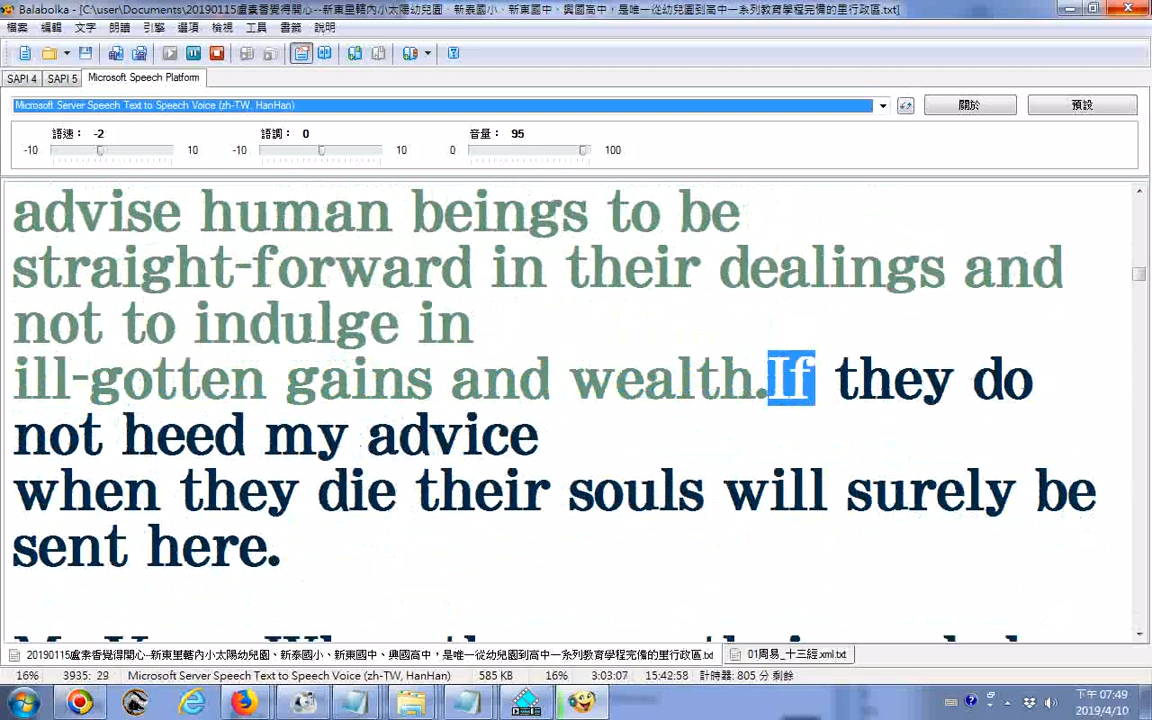 Balabolka - [C:\user\Documents\20190115盧素香覺得開心--新東里轄內小太陽幼兒園、新泰國小、新東國中、興國高中，是唯一從幼兒園到高中一系列教育學程完備的里行政區.txt]
檔案 編輯 文字 朗讀 引擎 選項 檢視 工具 書籤 說明
SAPI 4 SAPI 5 Microsoft Speech Platform
Microsoft Server Speech Text to Speech Voice (zh-TW, HanHan) 關於 預設
語速： -2 語調： 0 音量： 95
-10 10 -10 10 0 100
advise human beings to be
straight-forward in their dealings and
not to indulge in
ill-gotten gains and wealth.If they do
not heed my advice
when they die their souls will surely be
sent here.
20190115盧素香覺得開心--新東里轄內小太陽幼兒園、新泰國小、新東國中、興國高中，是唯一從幼兒園到高中一系列教育學程完備的里行政區.txt 01周易_十三經.xml.txt
16% 3935: 29 Microsoft Server Speech Text to Speech Voice (zh-TW, HanHan) 585 KB 16% 3:03:07 15:42:58 計時器: 805 分 剩餘
下午 07:49
2019/4/10